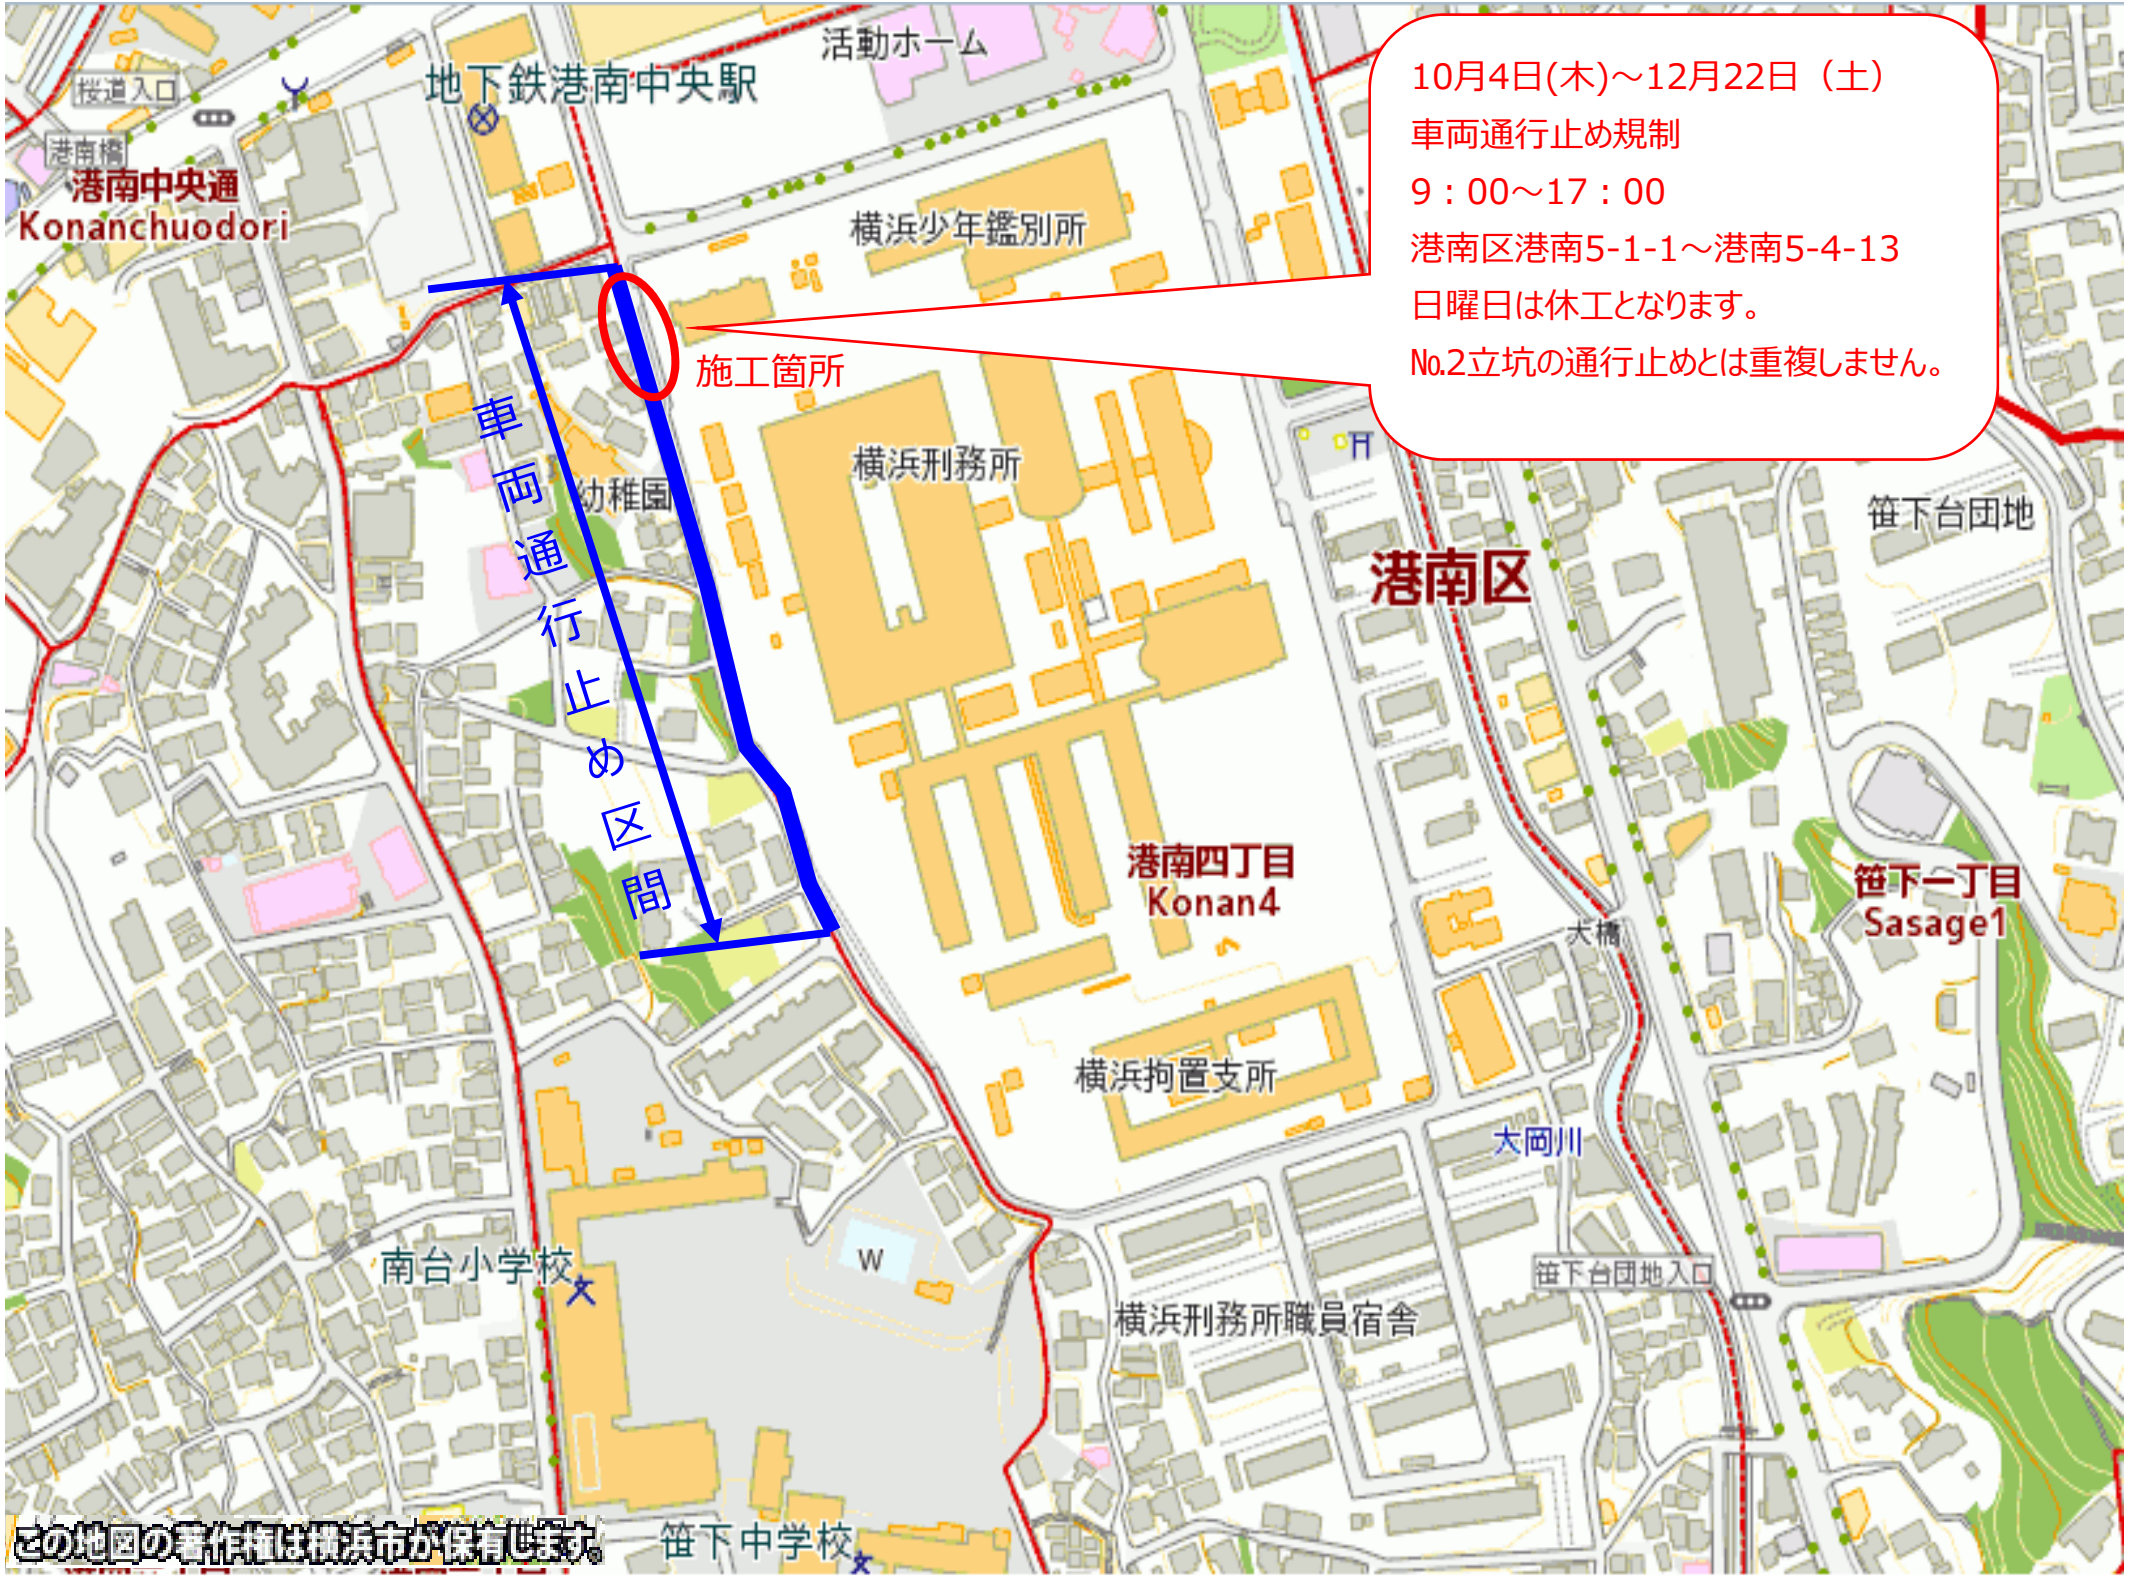 活動ホーム
地下鉄港南中央駅
桜道入口
港南橋
港南中央通
Konanchuodori
10月4日(木)～12月22日（土）
車両通行止め規制
9：00～17：00
港南区港南5-1-1～港南5-4-13
日曜日は休工となります。
№2立坑の通行止めとは重複しません。
横浜少年鑑別所
施工箇所
車両通行止め区間
幼稚園
横浜刑務所
笹下台団地
港南区
港南四丁目
Konan4
笹下一丁目
Sasage1
大橋
横浜拘置支所
大岡川
南台小学校
W
笹下台団地入口
横浜刑務所職員宿舎
笹下中学校
この地図の著作権は横浜市が保有します。